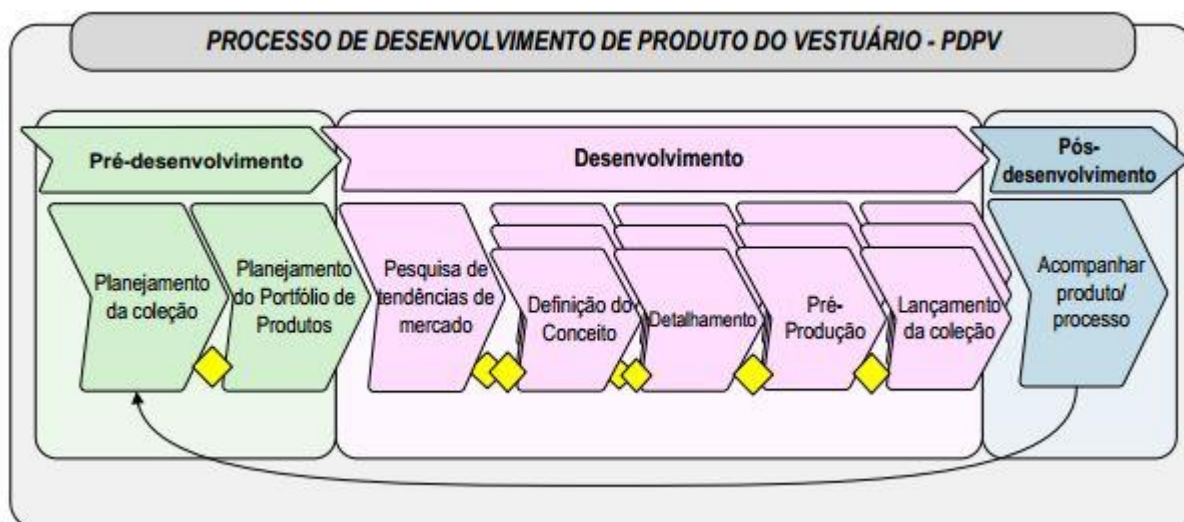 PROCESSO DE DESENVOLVIMENTO DE PRODUTO DO VESTUÁRIO - PDPV
Pré-desenvolvimento
Desenvolvimento
Pós-
desenvolvimento
Planejamento
da coleção
Planejamento
do Portfólio de
Produtos
Pesquisa de
tendências de
mercado
Definição do
Conceito
Detalhamento
Pré-
Produção
Lançamento
da coleção
Acompanhar
produto/
processo